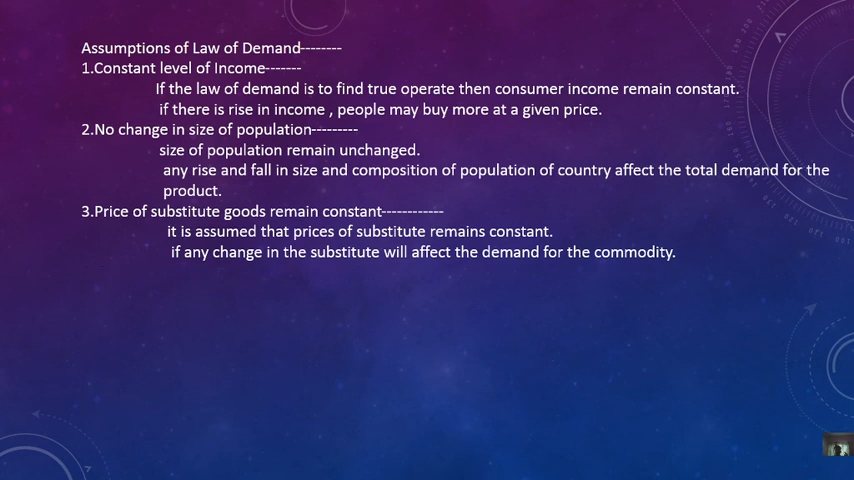 Assumptions of Law of Demand--------
1.Constant level of Income-------
If the law of demand is to find true operate then consumer income remain constant.
if there is rise in income , people may buy more at a given price.
2.No change in size of population---------
size of population remain unchanged.
any rise and fall in size and composition of population of country affect the total demand for the
product.
3.Price of substitute goods remain constant------------
it is assumed that prices of substitute remains constant.
if any change in the substitute will affect the demand for the commodity.